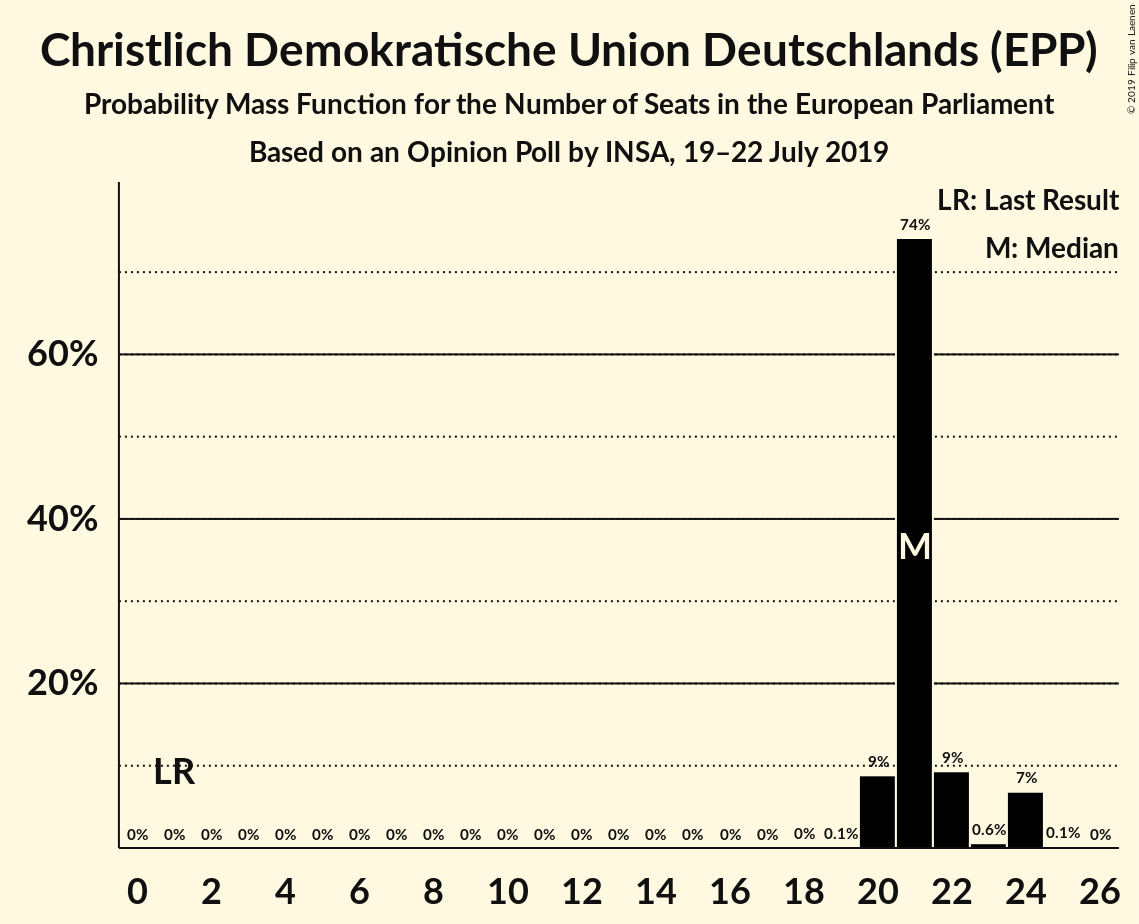 Christlich Demokratische Union Deutschlands (EPP)
Probability Mass Function for the Number of Seats in the European Parliament
Based on an Opinion Poll by INSA, 19–22 July 2019
© 2019 Filip van Laenen
LR: Last Result
M: Median
74%
60%
40%
M
20%
LR
9%
9%
7%
0% 0% 0% 0% 0% 0% 0% 0% 0% 0% 0% 0% 0% 0% 0% 0% 0% 0% 0% 0.1% 0.6% 0.1% 0%
0 2 4 6 8 10 12 14 16 18 20 22 24 26